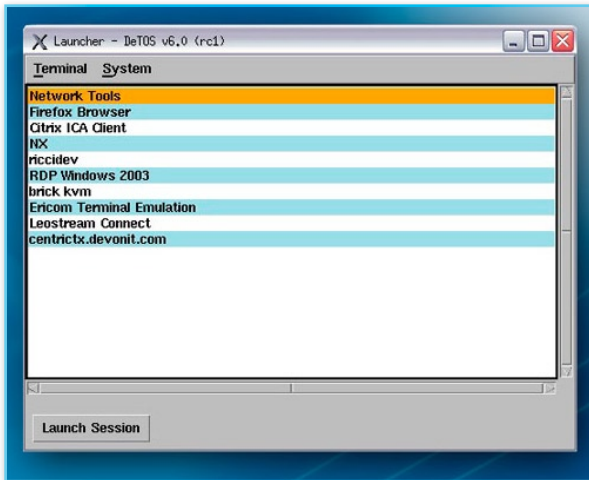 Launcher - DeTOS v6.0 (rc1)
Terminal System
Network Tools
Firefox Browser
Citrix ICA Client
NX
riccidev
RDP Windows 2003
brick kvm
Ericom Terminal Emulation
Leostream Connect
centrictx.devonit.com
Launch Session